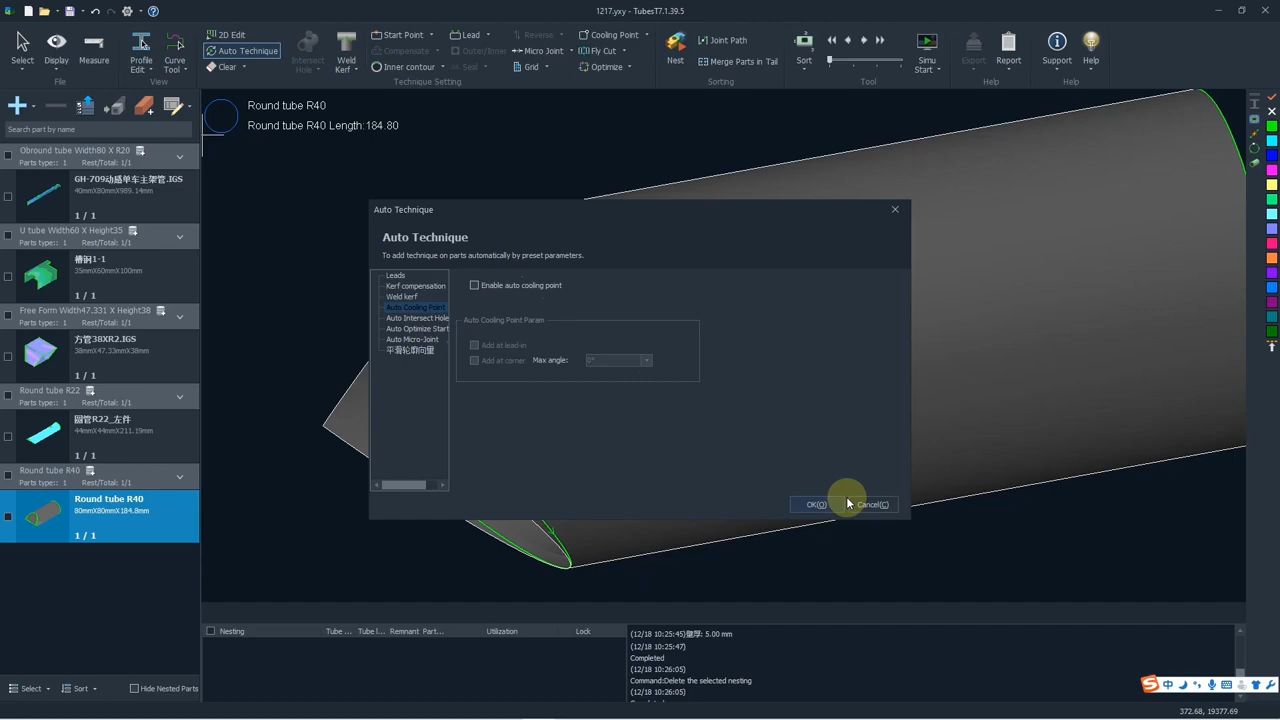 1217.yxy - TubesT7.1.39.5
Select
Display
Measure
Profile Edit
Curve Tool
2D Edit
Auto Technique
Clear
Intersect Hole
Weld Kerf
Start Point
Lead
Reverse
Cooling Point
Compensate
Outer/Inner
Micro Joint
Fly Cut
Inner contour
Seal
Grid
Optimize
Nest
Joint Path
Merge Parts in Tail
Sort
Simu Start
Export
Report
Support
Help
File
View
Technique Setting
Sorting
Tool
Help
Help
Search part by name
Obround tube Width80 X R20
Parts type: : 1 Rest/Total: 1/1
GH-709动感单车主架管.IGS
40mmX80mmX989.14mm
1 / 1
U tube Width60 X Height35
Parts type: : 1 Rest/Total: 1/1
槽钢1-1
35mmX60mmX100mm
1 / 1
Free Form Width47.331 X Height38
Parts type: : 1 Rest/Total: 1/1
方管38XR2.IGS
38mmX47.33mmX38mm
1 / 1
Round tube R22
Parts type: : 1 Rest/Total: 1/1
圆管R22_左件
44mmX44mmX211.19mm
1 / 1
Round tube R40
Parts type: : 1 Rest/Total: 1/1
Round tube R40
80mmX80mmX184.8mm
1 / 1
Select
Sort
Hide Nested Parts
Round tube R40
Round tube R40 Length:184.80
Auto Technique
Auto Technique
To add technique on parts automatically by preset parameters.
Leads
Kerf compensation
Weld kerf
Auto Cooling Point
Auto Intersect Hole
Auto Optimize Start
Auto Micro-Joint
平滑轮廓向量
Enable auto cooling point
Auto Cooling Point Param
Add at lead-in
Add at corner Max angle: 0°
OK(O)
Cancel(C)
Nesting Tube ... Tube l... Remnant Part... Utilization Lock
(12/18 10:25:45)壁厚: 5.00 mm
(12/18 10:25:47)
Completed
(12/18 10:26:05)
Command:Delete the selected nesting
(12/18 10:26:05)
中
372.68, 19377.69